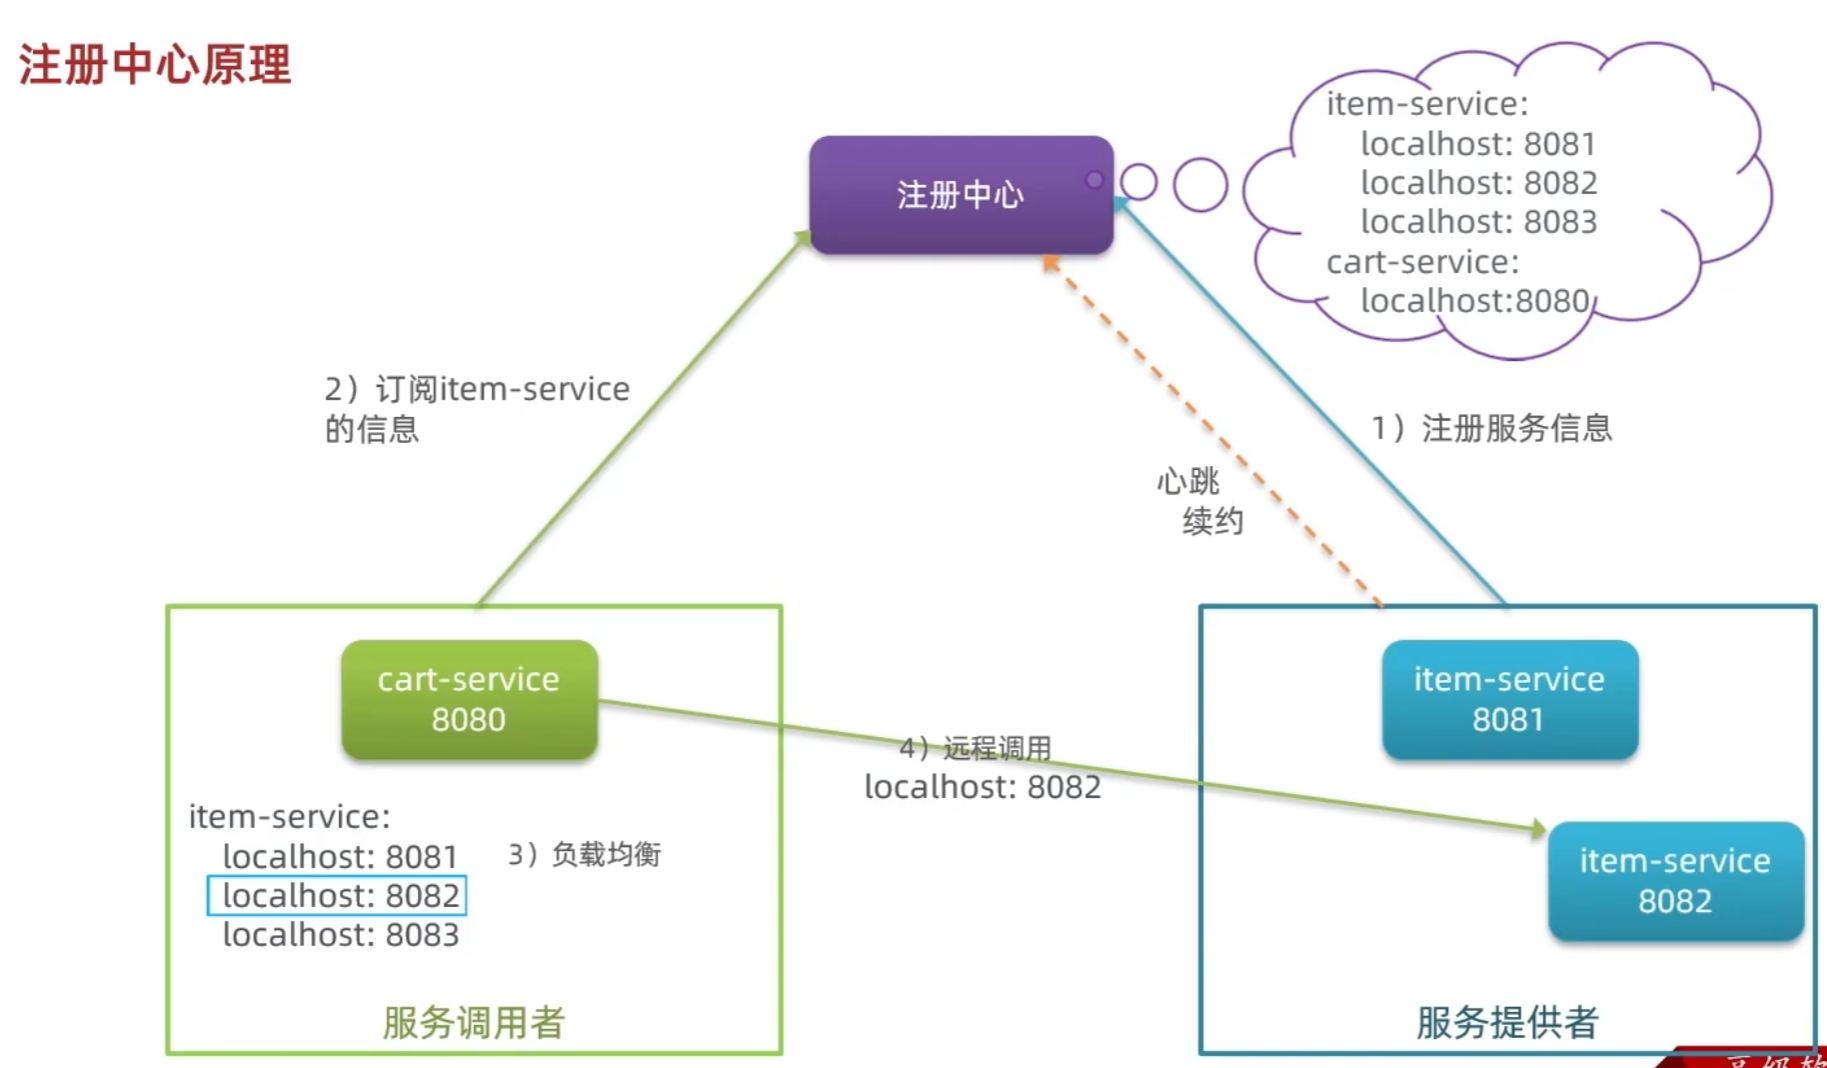 注册中心原理
item-service:
localhost: 8081
localhost: 8082
localhost: 8083
cart-service:
localhost:8080
注册中心
2）订阅item-service
的信息
1）注册服务信息
心跳
续约
cart-service
8080
item-service
8081
4）远程调用
localhost: 8082
item-service:
localhost: 8081
localhost: 8082
localhost: 8083
3）负载均衡
item-service
8082
服务调用者
服务提供者